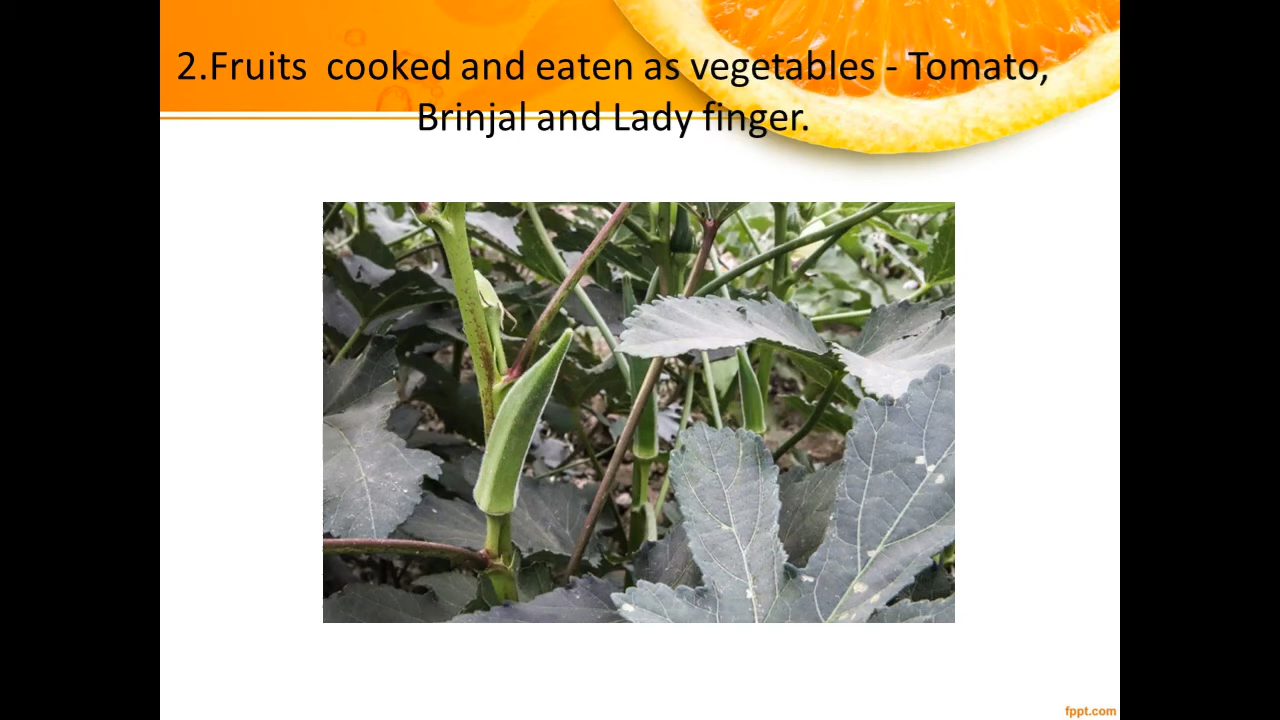 2.Fruits  cooked and eaten as vegetables - Tomato,
Brinjal and Lady finger.
fppt.com